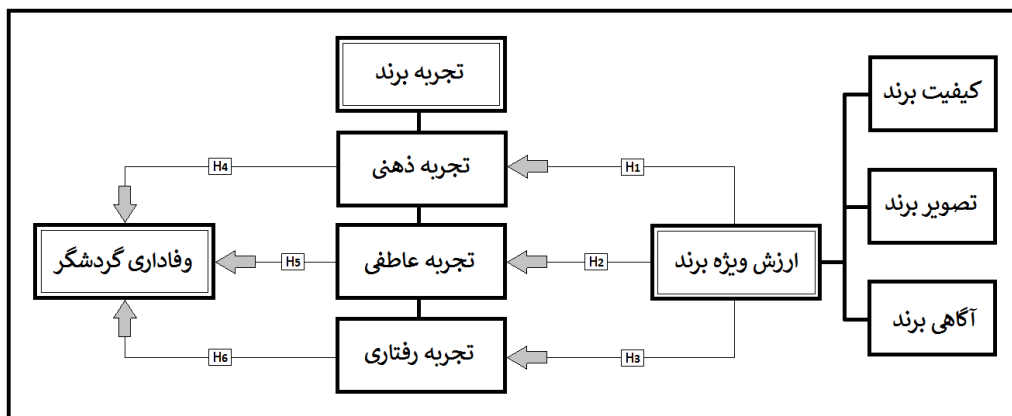 تجربه برند
کیفیت برند
تجربه ذهنی
H1
H4
تصویر برند
ارزش ویژه برند
H2
تجربه عاطفی
H5
وفاداری گردشگر
آگاهی برند
H3
تجربه رفتاری
H6